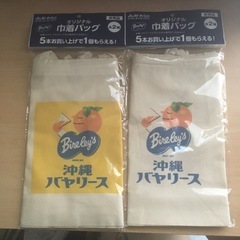 オリジナル
巾着バッグ
5本お買い上げで1個もらえる!
Bireley's
沖縄
バヤリース
オリジナル
巾着バッグ
5本お買い上げで1個もらえる!
Bireley's
沖縄
バヤリース